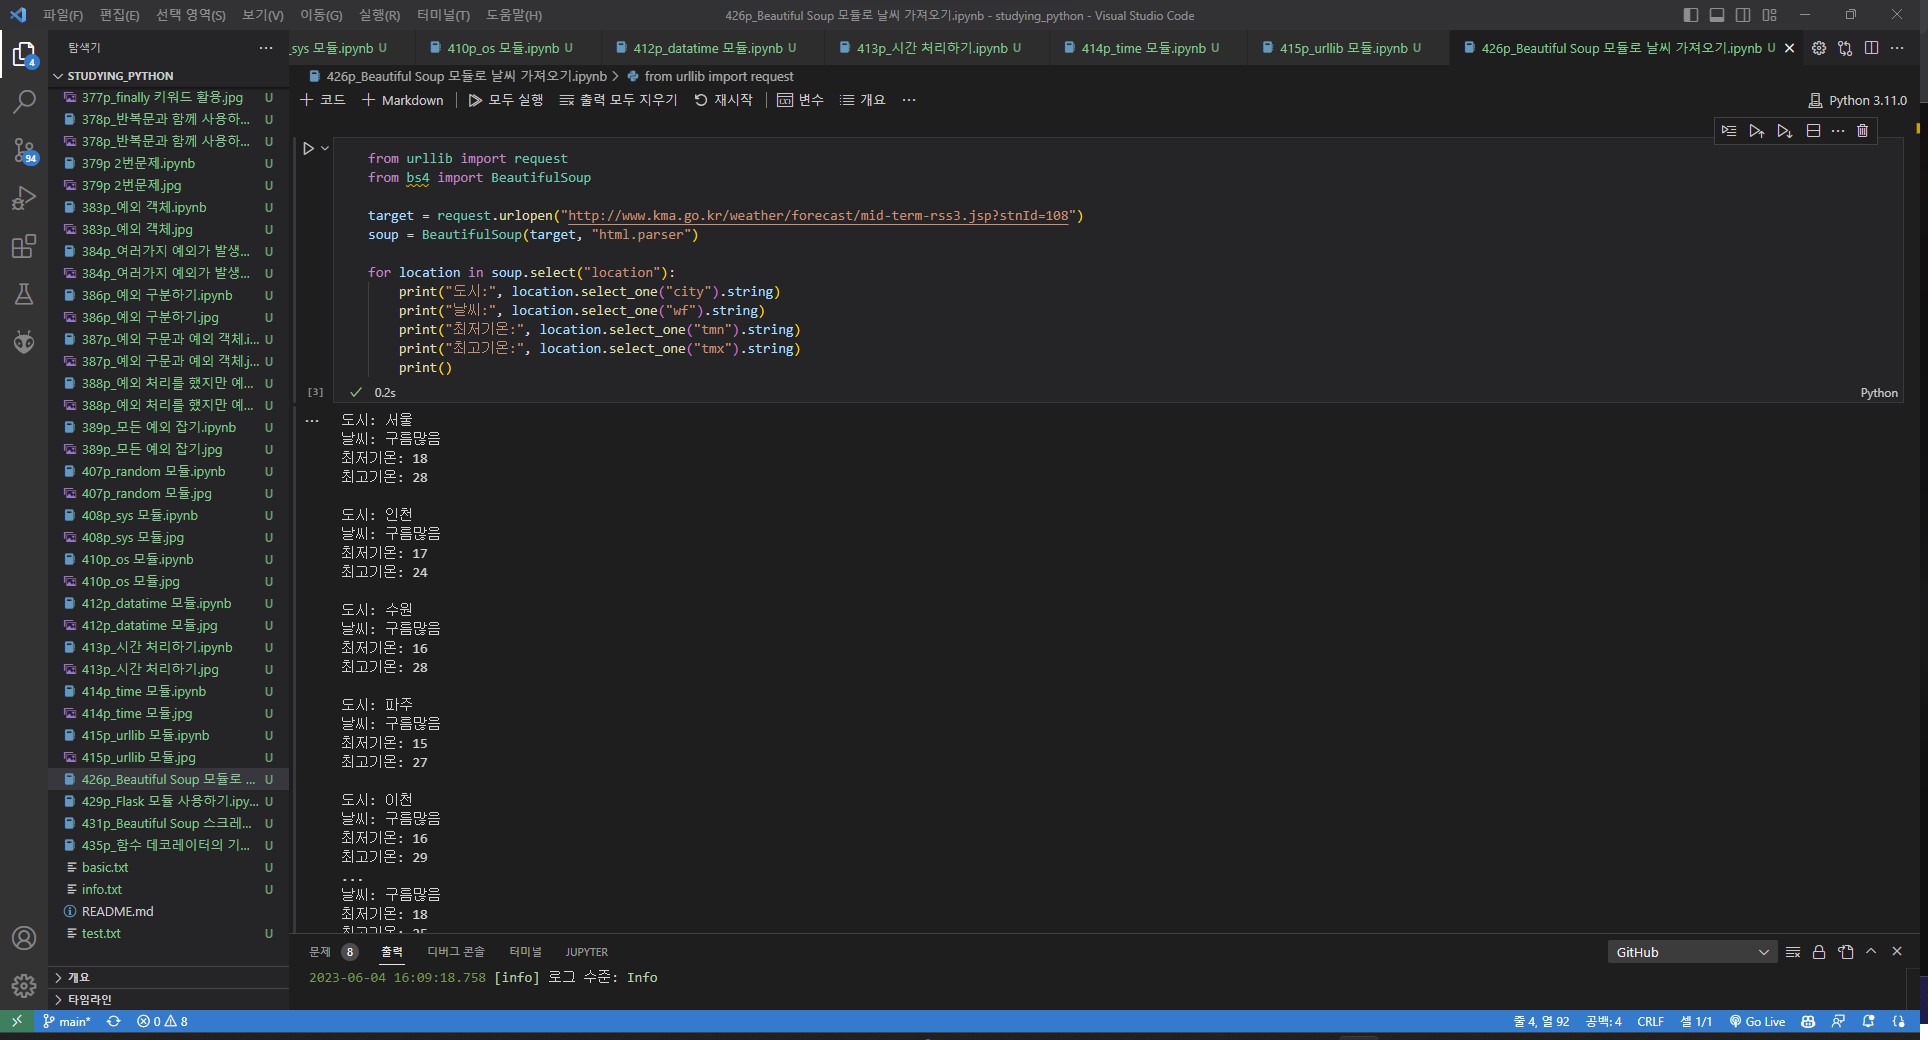 파일(F) 편집(E) 선택 영역(S) 보기(V) 이동(G) 실행(R) 터미널(T) 도움말(H)
426p_Beautiful Soup 모듈로 날씨 가져오기.ipynb - studying_python - Visual Studio Code
탐색기
_sys 모듈.ipynb U
410p_os 모듈.ipynb U
412p_datatime 모듈.ipynb U
413p_시간 처리하기.ipynb U
414p_time 모듈.ipynb U
415p_urllib 모듈.ipynb U
426p_Beautiful Soup 모듈로 날씨 가져오기.ipynb U
4
94
STUDYING_PYTHON
377p_finally 키워드 활용.jpg U
378p_반복문과 함께 사용하... U
378p_반복문과 함께 사용하... U
379p 2번문제.ipynb U
379p 2번문제.jpg U
383p_예외 객체.ipynb U
383p_예외 객체.jpg U
384p_여러가지 예외가 발생... U
384p_여러가지 예외가 발생... U
386p_예외 구분하기.ipynb U
386p_예외 구분하기.jpg U
387p_예외 구문과 예외 객체.i... U
387p_예외 구문과 예외 객체.j... U
388p_예외 처리를 했지만 예... U
388p_예외 처리를 했지만 예... U
389p_모든 예외 잡기.ipynb U
389p_모든 예외 잡기.jpg U
407p_random 모듈.ipynb U
407p_random 모듈.jpg U
408p_sys 모듈.ipynb U
408p_sys 모듈.jpg U
410p_os 모듈.ipynb U
410p_os 모듈.jpg U
412p_datatime 모듈.ipynb U
412p_datatime 모듈.jpg U
413p_시간 처리하기.ipynb U
413p_시간 처리하기.jpg U
414p_time 모듈.ipynb U
414p_time 모듈.jpg U
415p_urllib 모듈.ipynb U
415p_urllib 모듈.jpg U
426p_Beautiful Soup 모듈로 ... U
429p_Flask 모듈 사용하기.ipy... U
431p_Beautiful Soup 스크레... U
435p_함수 데코레이터의 기... U
basic.txt U
info.txt U
README.md
test.txt U
개요
타임라인
426p_Beautiful Soup 모듈로 날씨 가져오기.ipynb > from urllib import request
코드 Markdown 모두 실행 출력 모두 지우기 재시작 변수 개요 ...
Python 3.11.0
from urllib import request
from bs4 import BeautifulSoup
target = request.urlopen("http://www.kma.go.kr/weather/forecast/mid-term-rss3.jsp?stnId=108")
soup = BeautifulSoup(target, "html.parser")
for location in soup.select("location"):
print("도시:", location.select_one("city").string)
print("날씨:", location.select_one("wf").string)
print("최저기온:", location.select_one("tmn").string)
print("최고기온:", location.select_one("tmx").string)
print()
[3] 0.2s
Python
도시: 서울
날씨: 구름많음
최저기온: 18
최고기온: 28
도시: 인천
날씨: 구름많음
최저기온: 17
최고기온: 24
도시: 수원
날씨: 구름많음
최저기온: 16
최고기온: 28
도시: 파주
날씨: 구름많음
최저기온: 15
최고기온: 27
도시: 이천
날씨: 구름많음
최저기온: 16
최고기온: 29
...
날씨: 구름많음
최저기온: 18
최고기온: 25
문제 8 출력 디버그 콘솔 터미널 JUPYTER
GitHub
2023-06-04 16:09:18.758 [info] 로그 수준: Info
main* 0 8
줄 4, 열 92 공백: 4 CRLF 셀 1/1 Go Live